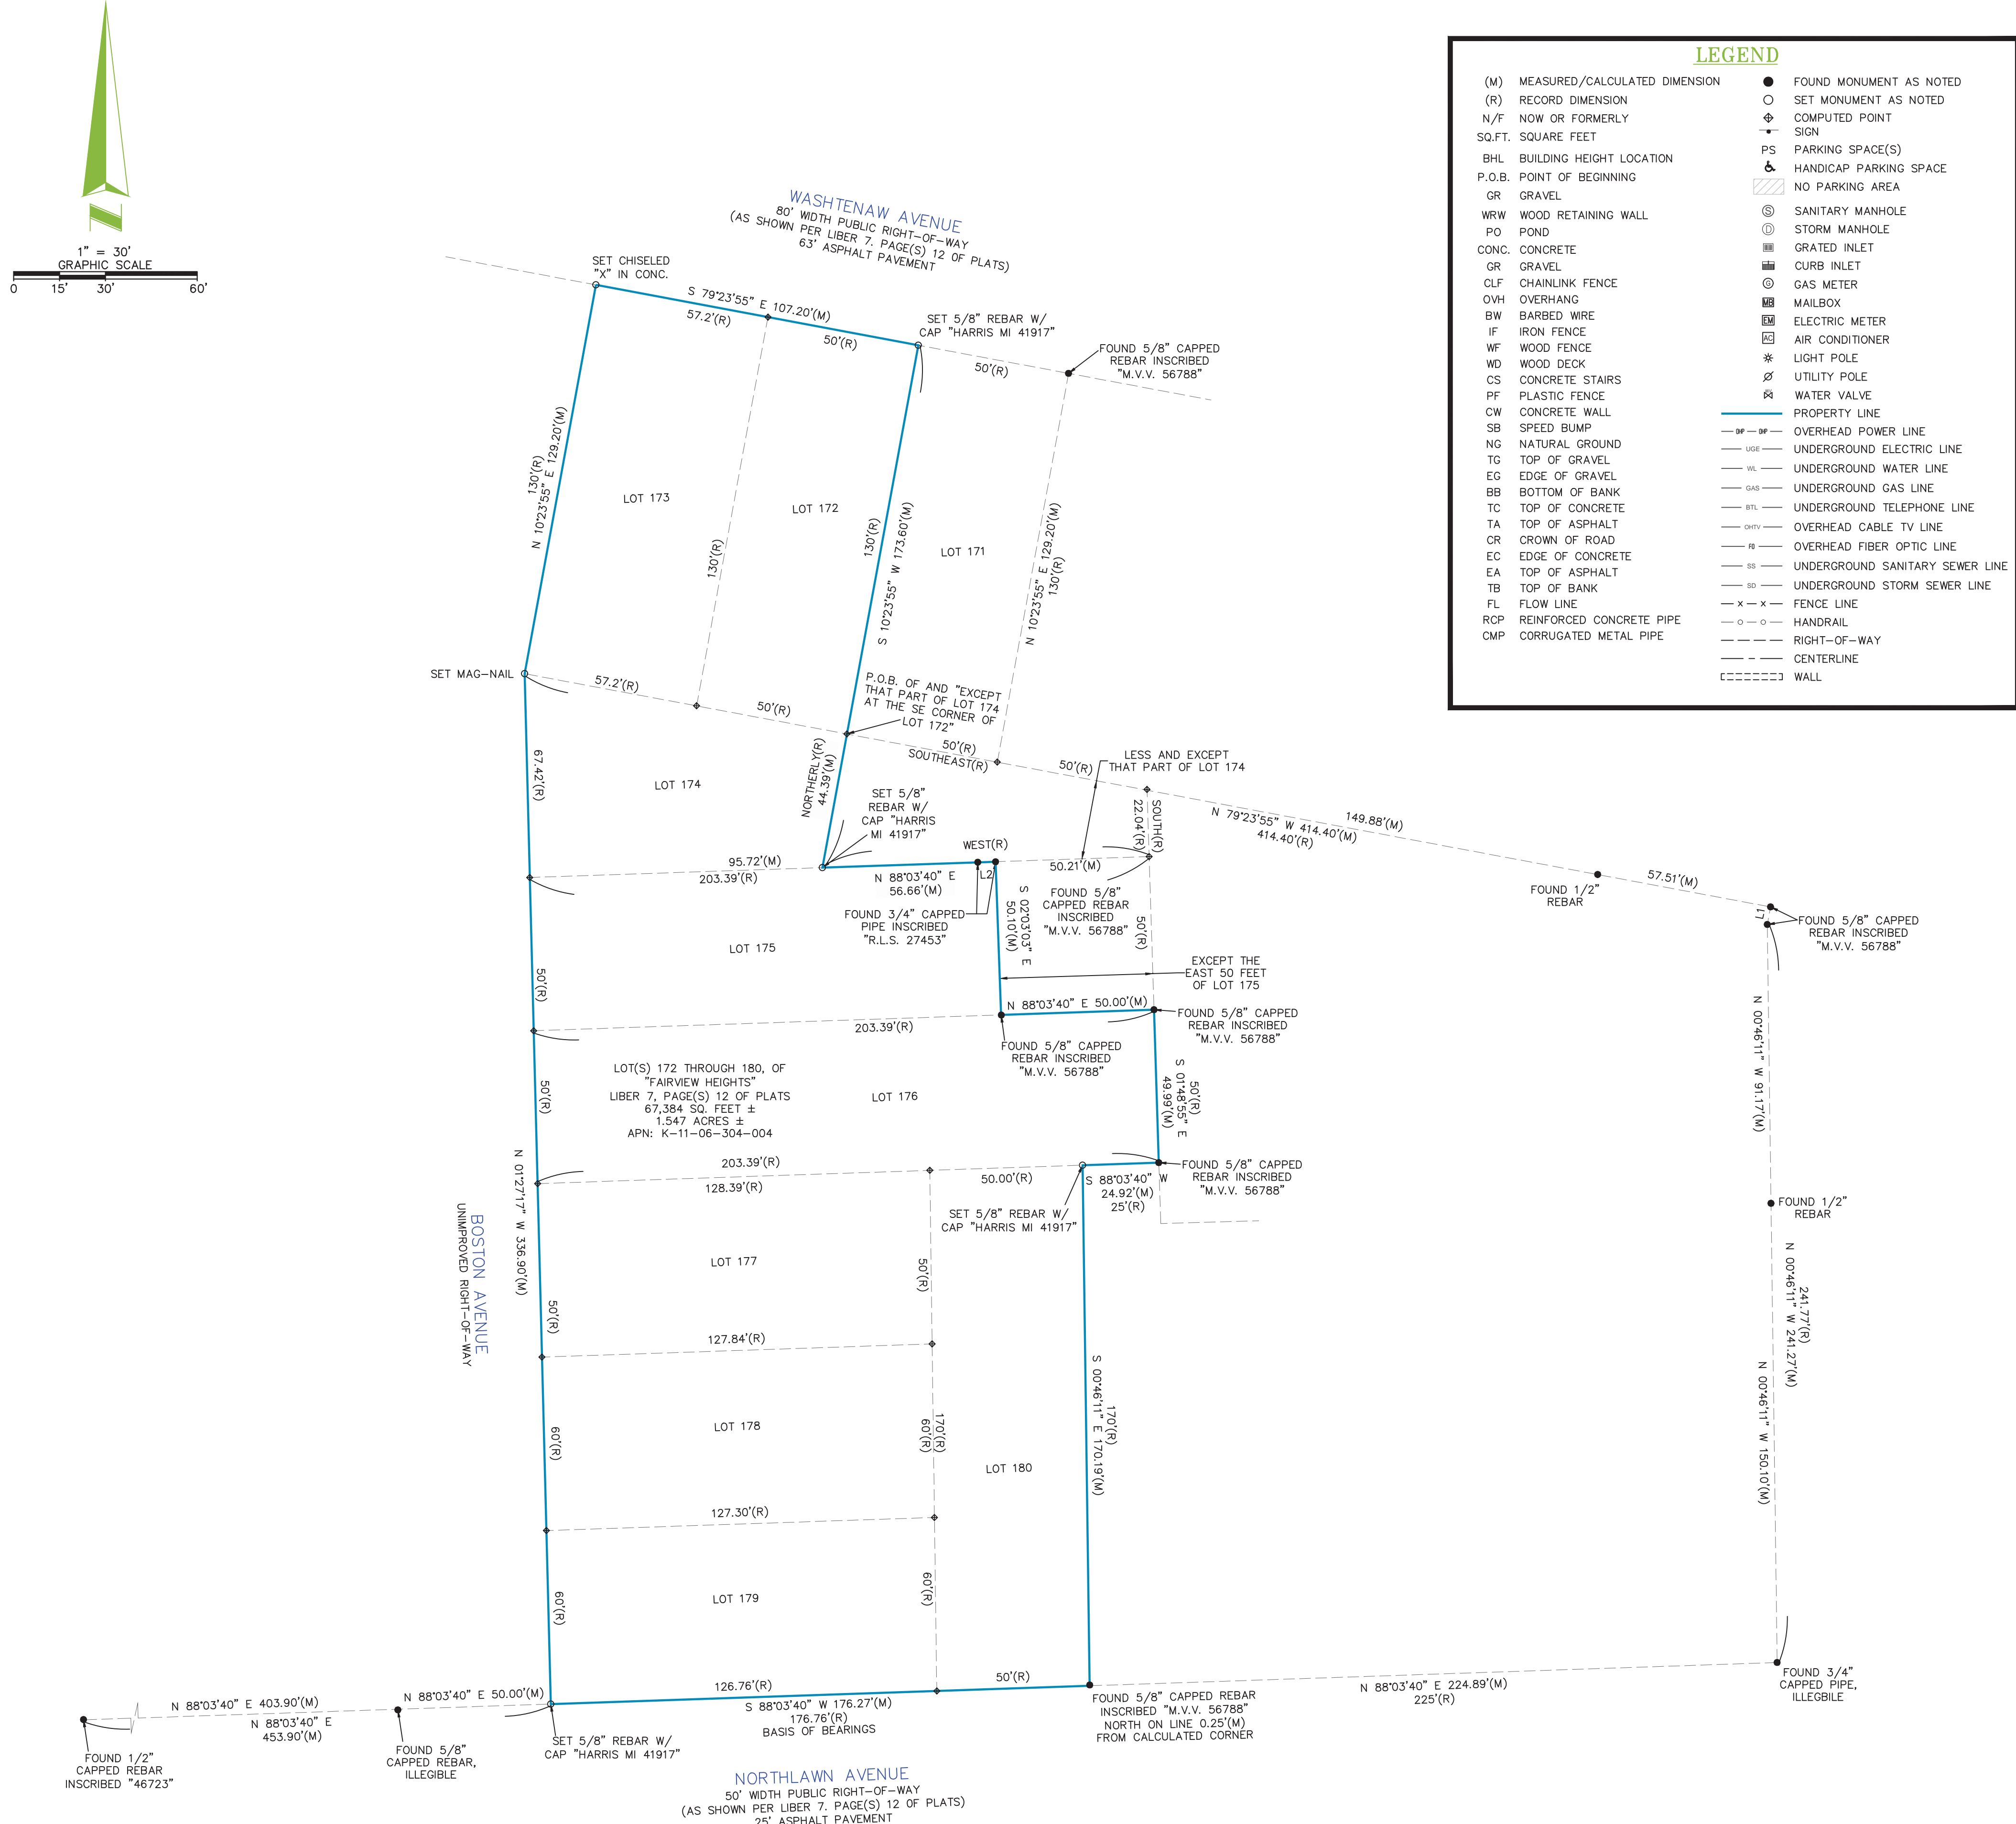 1" = 30'
GRAPHIC SCALE
0 15' 30' 60'
LEGEND
(M) MEASURED/CALCULATED DIMENSION
(R) RECORD DIMENSION
N/F NOW OR FORMERLY
SQ.FT. SQUARE FEET
BHL BUILDING HEIGHT LOCATION
P.O.B. POINT OF BEGINNING
GR GRAVEL
WRW WOOD RETAINING WALL
PO POND
CONC. CONCRETE
GR GRAVEL
CLF CHAINLINK FENCE
OVH OVERHANG
BW BARBED WIRE
IF IRON FENCE
WF WOOD FENCE
WD WOOD DECK
CS CONCRETE STAIRS
PF PLASTIC FENCE
CW CONCRETE WALL
SB SPEED BUMP
NG NATURAL GROUND
TG TOP OF GRAVEL
EG EDGE OF GRAVEL
BB BOTTOM OF BANK
TC TOP OF CONCRETE
TA TOP OF ASPHALT
CR CROWN OF ROAD
EC EDGE OF CONCRETE
EA TOP OF ASPHALT
TB TOP OF BANK
FL FLOW LINE
RCP REINFORCED CONCRETE PIPE
CMP CORRUGATED METAL PIPE
FOUND MONUMENT AS NOTED
SET MONUMENT AS NOTED
COMPUTED POINT
SIGN
PS PARKING SPACE(S)
HANDICAP PARKING SPACE
NO PARKING AREA
S SANITARY MANHOLE
D STORM MANHOLE
GRATED INLET
CURB INLET
G GAS METER
MB MAILBOX
EM ELECTRIC METER
AC AIR CONDITIONER
LIGHT POLE
UTILITY POLE
WATER VALVE
PROPERTY LINE
OHP OHP OVERHEAD POWER LINE
UGE UNDERGROUND ELECTRIC LINE
WL UNDERGROUND WATER LINE
GAS UNDERGROUND GAS LINE
BTL UNDERGROUND TELEPHONE LINE
OHTV OVERHEAD CABLE TV LINE
OVERHEAD FIBER OPTIC LINE
SS UNDERGROUND SANITARY SEWER LINE
SD UNDERGROUND STORM SEWER LINE
X X FENCE LINE
O O HANDRAIL
RIGHT-OF-WAY
CENTERLINE
WALL
WASHTENAW AVENUE
80' WIDTH PUBLIC RIGHT-OF-WAY
(AS SHOWN PER LIBER 7. PAGE(S) 12 OF PLATS)
63' ASPHALT PAVEMENT
SET CHISELED
"X" IN CONC.
S 79°23'55" E 107.20'(M)
57.2'(R)
50'(R)
SET 5/8" REBAR W/
CAP "HARRIS MI 41917"
50'(R)
FOUND 5/8" CAPPED
REBAR INSCRIBED
"M.V.V. 56788"
130'(R)
N 10°23'55" E 129.20'(M)
LOT 173
130'(R)
LOT 172
130'(R)
S 10°23'55" W 173.60'(M)
LOT 171
N 10°23'55" E 129.20'(M)
130'(R)
SET MAG-NAIL
57.2'(R)
50'(R)
P.O.B. OF AND "EXCEPT
THAT PART OF LOT 174
AT THE SE CORNER OF
LOT 172"
50'(R)
SOUTHEAST(R)
50'(R)
LESS AND EXCEPT
THAT PART OF LOT 174
67.42'(R)
LOT 174
NORTHERLY(R)
44.39'(M)
SET 5/8"
REBAR W/
CAP "HARRIS
MI 41917"
SOUTH(R)
22.04'(R)
149.88'(M)
N 79°23'55" W 414.40'(M)
414.40'(R)
57.51'(M)
FOUND 1/2"
REBAR
L1
FOUND 5/8" CAPPED
REBAR INSCRIBED
"M.V.V. 56788"
95.72'(M)
203.39'(R)
WEST(R)
N 88°03'40" E
56.66'(M)
L2
50.21'(M)
FOUND 3/4" CAPPED
PIPE INSCRIBED
"R.L.S. 27453"
S 02°03'03" E
50.10'(M)
FOUND 5/8"
CAPPED REBAR
INSCRIBED
"M.V.V. 56788"
50'(R)
LOT 175
EXCEPT THE
EAST 50 FEET
OF LOT 175
50'(R)
203.39'(R)
N 88°03'40" E 50.00'(M)
FOUND 5/8" CAPPED
REBAR INSCRIBED
"M.V.V. 56788"
FOUND 5/8" CAPPED
REBAR INSCRIBED
"M.V.V. 56788"
N 00°46'11" W 91.17'(M)
LOT(S) 172 THROUGH 180, OF
"FAIRVIEW HEIGHTS"
LIBER 7, PAGE(S) 12 OF PLATS
67,384 SQ. FEET ±
1.547 ACRES ±
APN: K-11-06-304-004
50'(R)
LOT 176
50'(R)
S 01°48'55" E
49.99'(M)
203.39'(R)
128.39'(R)
50.00'(R)
S 88°03'40" W
24.92'(M)
25'(R)
FOUND 5/8" CAPPED
REBAR INSCRIBED
"M.V.V. 56788"
SET 5/8" REBAR W/
CAP "HARRIS MI 41917"
FOUND 1/2"
REBAR
N 01°27'17" W 336.90'(M)
BOSTON AVENUE
UNIMPROVED RIGHT-OF-WAY
LOT 177
50'(R)
50'(R)
241.77'(R)
N 00°46'11" W 241.27'(M)
127.84'(R)
LOT 178
60'(R)
170'(R)
60'(R)
LOT 180
170'(R)
S 00°46'11" E 170.19'(M)
N 00°46'11" W 150.10'(M)
127.30'(R)
LOT 179
60'(R)
60'(R)
126.76'(R)
50'(R)
S 88°03'40" W 176.27'(M)
176.76'(R)
BASIS OF BEARINGS
N 88°03'40" E 403.90'(M)
N 88°03'40" E 50.00'(M)
N 88°03'40" E
453.90'(M)
FOUND 1/2"
CAPPED REBAR
INSCRIBED "46723"
FOUND 5/8"
CAPPED REBAR,
ILLEGIBLE
SET 5/8" REBAR W/
CAP "HARRIS MI 41917"
FOUND 5/8" CAPPED REBAR
INSCRIBED "M.V.V. 56788"
NORTH ON LINE 0.25'(M)
FROM CALCULATED CORNER
N 88°03'40" E 224.89'(M)
225'(R)
FOUND 3/4"
CAPPED PIPE,
ILLEGBILE
NORTHLAWN AVENUE
50' WIDTH PUBLIC RIGHT-OF-WAY
(AS SHOWN PER LIBER 7. PAGE(S) 12 OF PLATS)
25' ASPHALT PAVEMENT